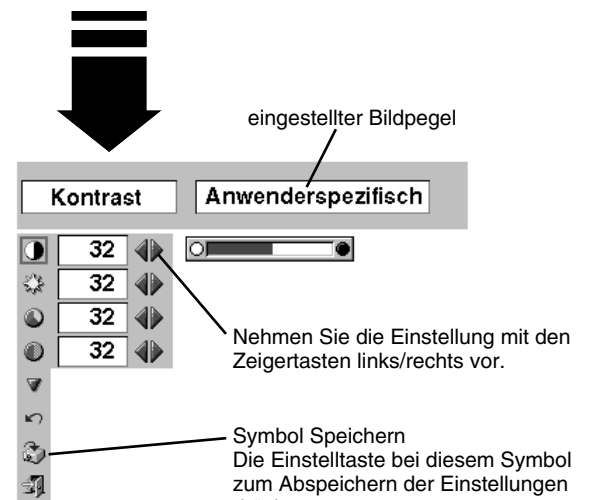 eingestellter Bildpegel
Kontrast
Anwenderspezifisch
32
32
32
32
Nehmen Sie die Einstellung mit den
Zeigertasten links/rechts vor.
Symbol Speichern
Die Einstelltaste bei diesem Symbol
zum Abspeichern der Einstellungen